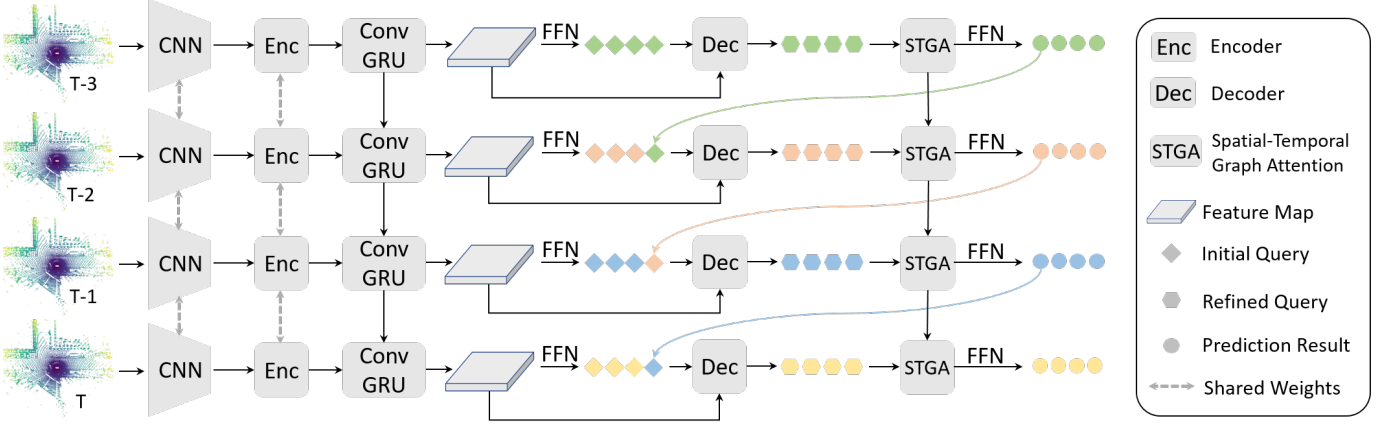 CNN
Enc
Conv
GRU
FFN
Dec
STGA
FFN
T-3
CNN
Enc
Conv
GRU
FFN
Dec
STGA
FFN
T-2
CNN
Enc
Conv
GRU
FFN
Dec
STGA
FFN
T-1
CNN
Enc
Conv
GRU
FFN
Dec
STGA
FFN
T
Enc
Encoder
Dec
Decoder
STGA
Spatial-Temporal
Graph Attention
Feature Map
Initial Query
Refined Query
Prediction Result
Shared Weights